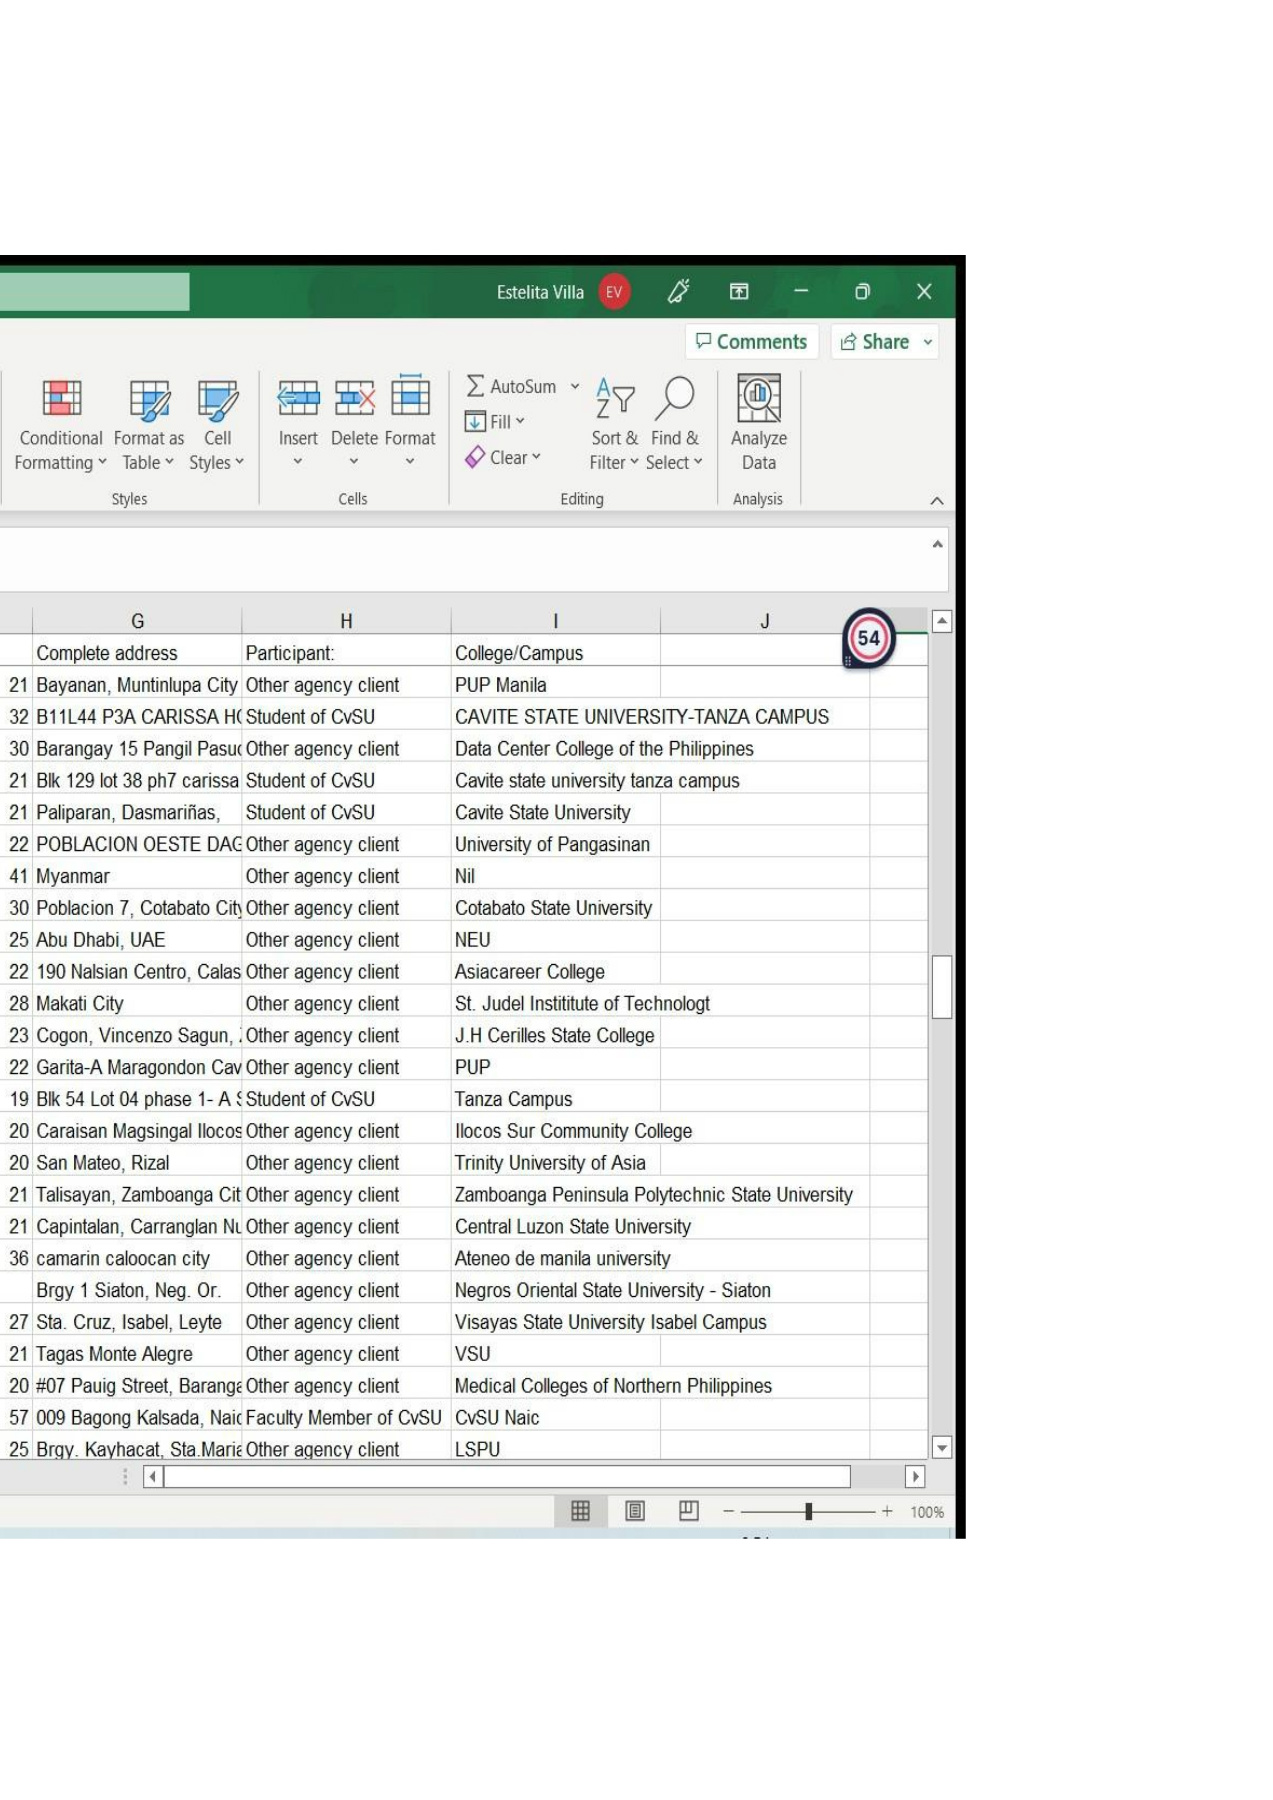 Estelita Villa EV
Comments Share
Conditional Formatting Format as Table Cell Styles Insert Delete Format AutoSum Fill Clear Sort & Filter Find & Select Analyze Data
Styles Cells Editing Analysis
G H I J
54
Complete address Participant: College/Campus
21 Bayanan, Muntinlupa City Other agency client PUP Manila
32 B11L44 P3A CARISSA Student of CvSU CAVITE STATE UNIVERSITY-TANZA CAMPUS
30 Barangay 15 Pangil Other agency client Data Center College of the Philippines
21 Blk 129 lot 38 ph7 carissa Student of CvSU Cavite state university tanza campus
21 Paliparan, Dasmariñas, Student of CvSU Cavite State University
22 POBLACION OESTE DAG Other agency client University of Pangasinan
41 Myanmar Other agency client Nil
30 Poblacion 7, Cotabato City Other agency client Cotabato State University
25 Abu Dhabi, UAE Other agency client NEU
22 190 Nalsian Centro, Calas Other agency client Asiacareer College
28 Makati City Other agency client St. Judel Instititute of Technologt
23 Cogon, Vincenzo Sagun, Other agency client J.H Cerilles State College
22 Garita-A Maragondon Cav Other agency client PUP
19 Blk 54 Lot 04 phase 1- A Student of CvSU Tanza Campus
20 Caraisan Magsingal Ilocos Other agency client Ilocos Sur Community College
20 San Mateo, Rizal Other agency client Trinity University of Asia
21 Talisayan, Zamboanga Cit Other agency client Zamboanga Peninsula Polytechnic State University
21 Capintalan, Carranglan Other agency client Central Luzon State University
36 camarin caloocan city Other agency client Ateneo de manila university
Brgy 1 Siaton, Neg. Or. Other agency client Negros Oriental State University - Siaton
27 Sta. Cruz, Isabel, Leyte Other agency client Visayas State University Isabel Campus
21 Tagas Monte Alegre Other agency client VSU
20 #07 Pauig Street, Baranga Other agency client Medical Colleges of Northern Philippines
57 009 Bagong Kalsada, Naic Faculty Member of CvSU CvSU Naic
25 Brgy. Kayhacat, Sta.Maria Other agency client LSPU
100%